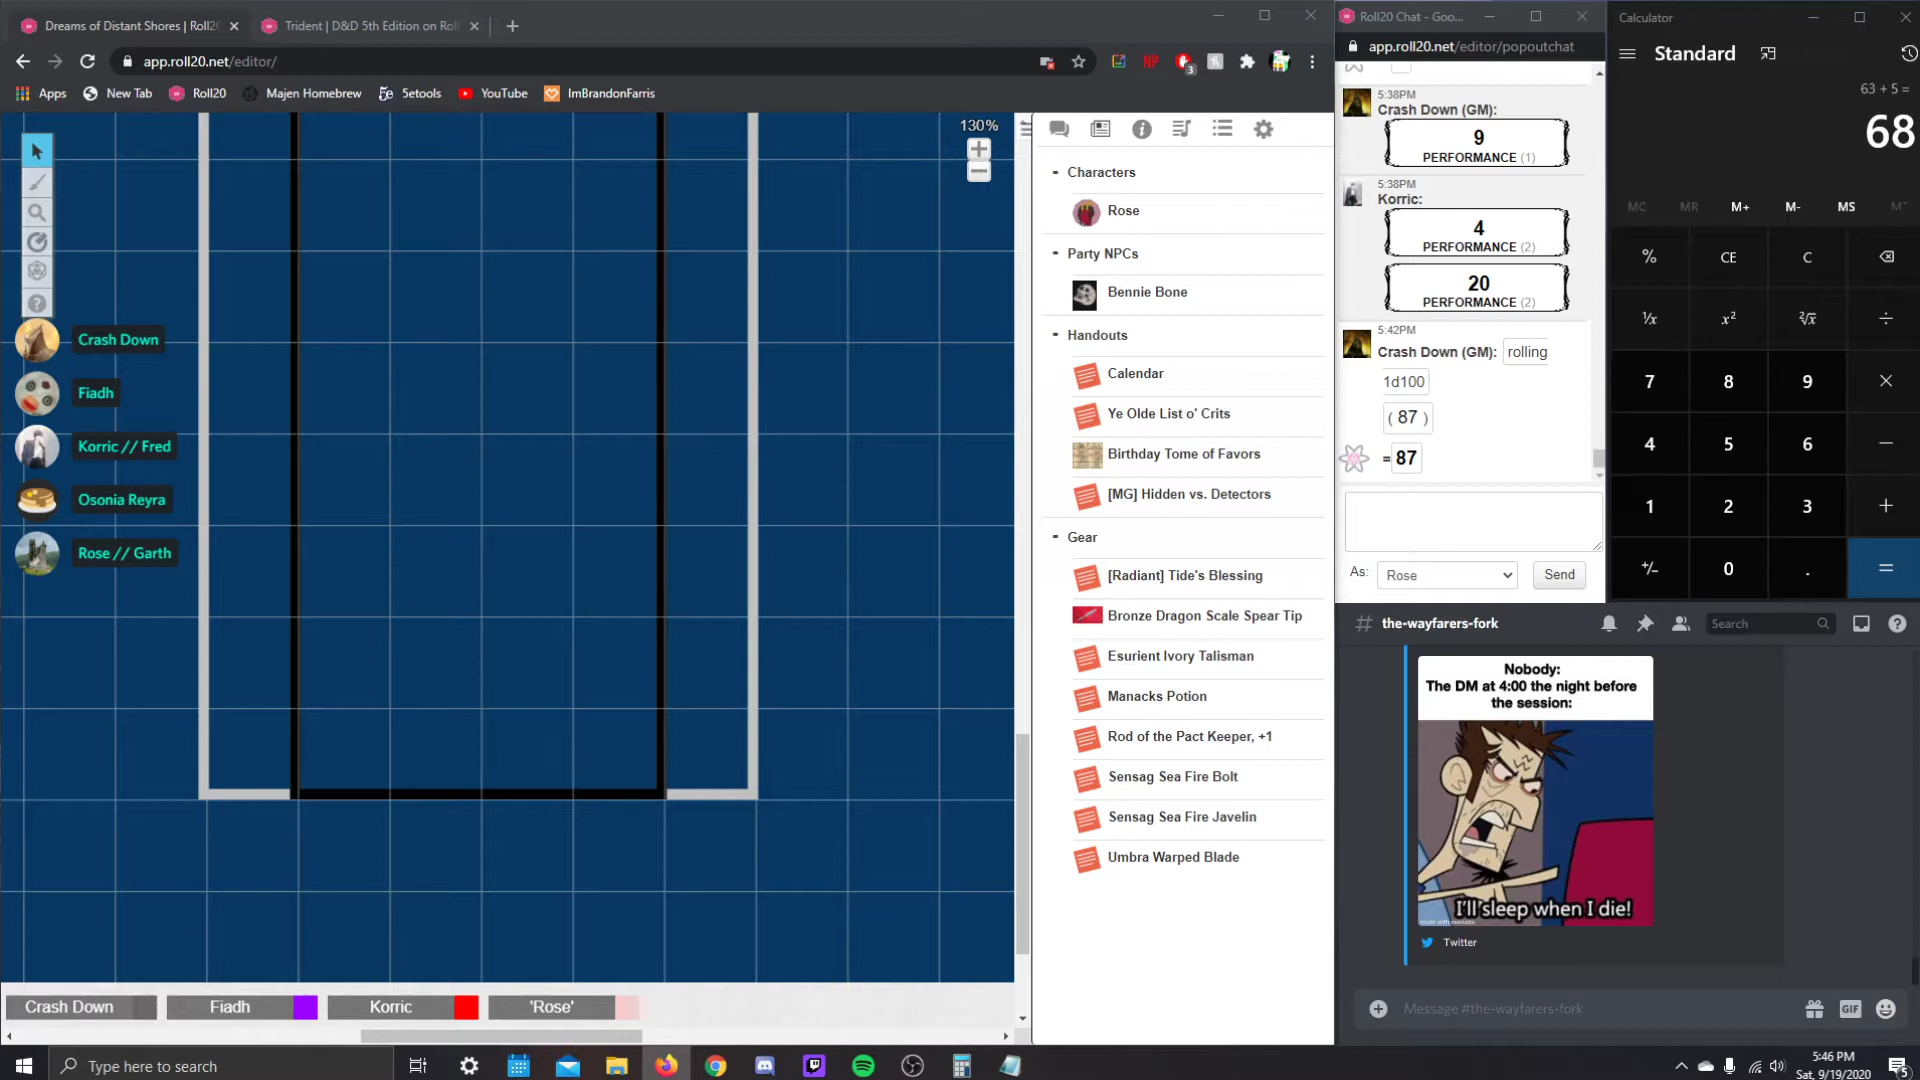 Dreams of Distant Shores | Roll2
Trident | D&D 5th Edition on Roll
app.roll20.net/editor/
NP
3
Apps
New Tab
Roll20
Majen Homebrew
5etools
YouTube
ImBrandonFarris
130%
Crash Down
Fiadh
Korric // Fred
Osonia Reyra
Rose // Garth
Crash Down
Fiadh
Korric
'Rose'
Characters
Rose
Party NPCs
Bennie Bone
Handouts
Calendar
Ye Olde List o' Crits
Birthday Tome of Favors
[MG] Hidden vs. Detectors
Gear
[Radiant] Tide's Blessing
Bronze Dragon Scale Spear Tip
Esurient Ivory Talisman
Manacks Potion
Rod of the Pact Keeper, +1
Sensag Sea Fire Bolt
Sensag Sea Fire Javelin
Umbra Warped Blade
Roll20 Chat - Goo...
app.roll20.net/editor/popoutchat
5:38PM
Crash Down (GM):
9
PERFORMANCE (1)
5:38PM
Korric:
4
PERFORMANCE (2)
20
PERFORMANCE (2)
5:42PM
Crash Down (GM): rolling
1d100
( 87 )
=87
As: Rose Send
Calculator
Standard
63 + 5 =
68
MC MR M+ M- MS
% CE C
⅟x x² ²√x ÷
7 8 9 ×
4 5 6 −
1 2 3 +
+/− 0 . =
# the-wayfarers-fork
Search
Nobody:
The DM at 4:00 the night before
the session:
I'll sleep when I die!
Twitter
Message #the-wayfarers-fork
GIF
Type here to search
5:46 PM
Sat, 9/19/2020
5